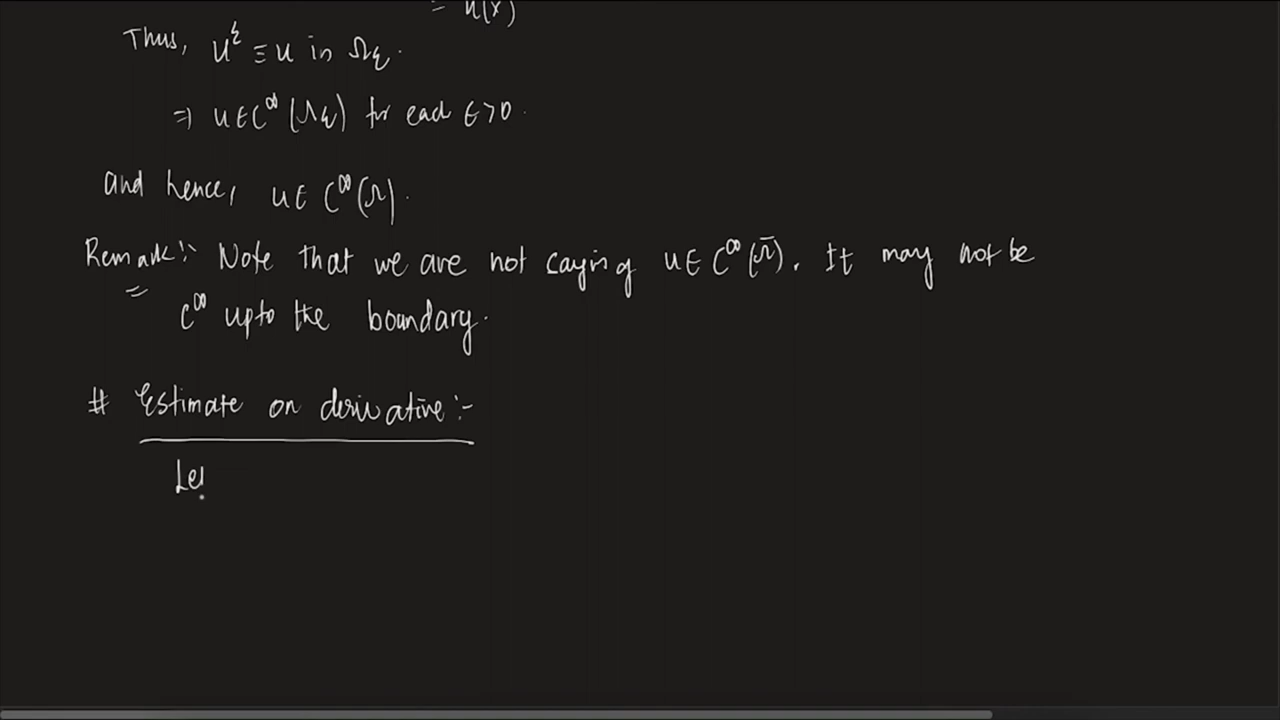 = u(x)
Thus, u^ε ≡ u in Ω_ε.
⇒ u ∈ C^∞(Ω_ε) for each ε>0.
and hence, u ∈ C^∞(Ω).
Remark:- Note that we are not saying u ∈ C^∞(Ω̄). It may not be
C^∞ upto the boundary.
# Estimate on derivative:-
Le